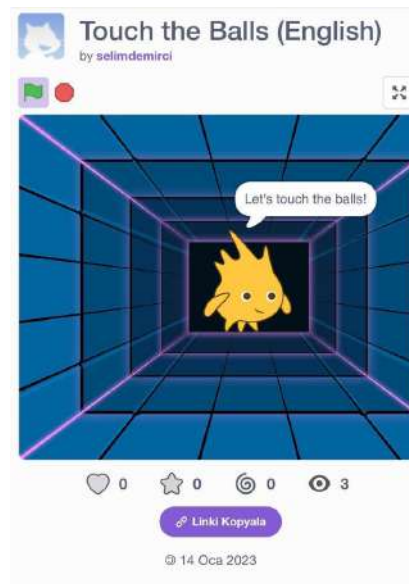 Touch the Balls (English)
by selimdemirci
Let's touch the balls!
0 0 0 3
Linki Kopyala
© 14 Oca 2023